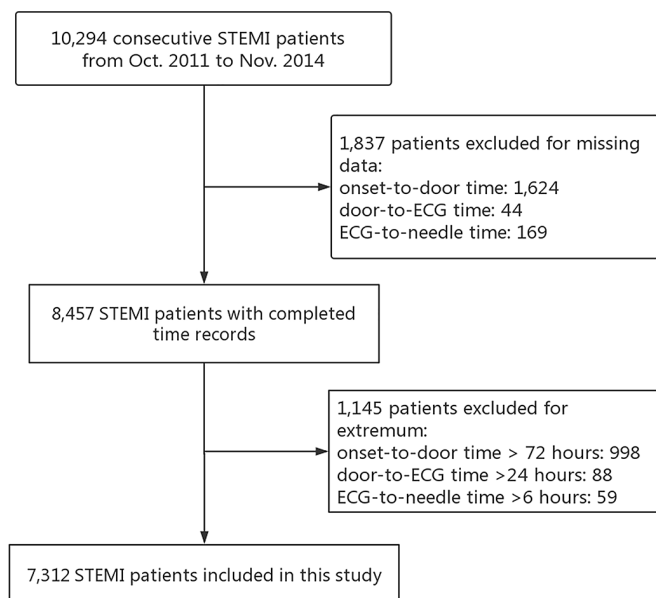 10,294 consecutive STEMI patients
from Oct. 2011 to Nov. 2014
1,837 patients excluded for missing
data:
onset-to-door time: 1,624
door-to-ECG time: 44
ECG-to-needle time: 169
8,457 STEMI patients with completed
time records
1,145 patients excluded for
extremum:
onset-to-door time > 72 hours: 998
door-to-ECG time >24 hours: 88
ECG-to-needle time >6 hours: 59
7,312 STEMI patients included in this study